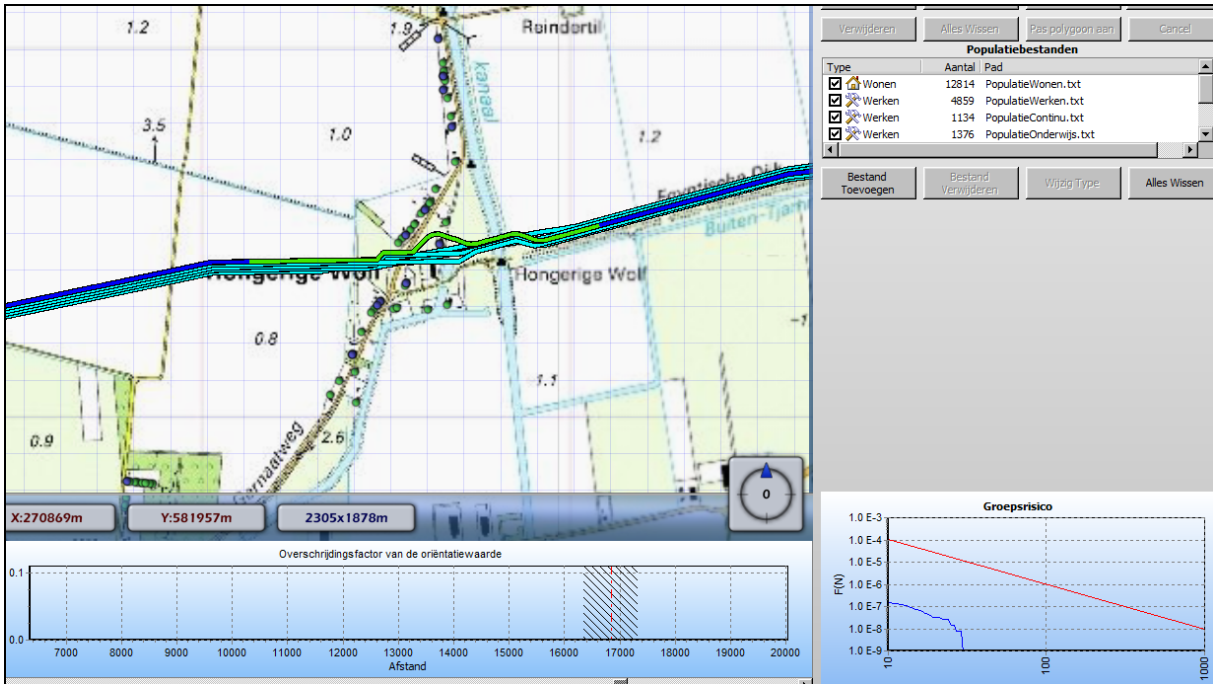 1.2
1.9
Reindertil
kanaal
3.5
1.0
1.2
Egyptische Dijk
Buiten-Tjam
Hongerige Wolf
Hongerige Wolf
0.8
-1
1.1
0.9
2.6
Gernaatweg
0
X:270869m
Y:581957m
2305x1878m
Overschrijdingsfactor van de oriëntatiewaarde
0.1
0.0
7000 8000 9000 10000 11000 12000 13000 14000 15000 16000 17000 18000 19000 20000
Afstand
Verwijderen
Alles Wissen
Pas polygoon aan
Cancel
Populatiebestanden
Type Aantal Pad
Wonen 12814 PopulatieWonen.txt
Werken 4859 PopulatieWerken.txt
Werken 1134 PopulatieContinu.txt
Werken 1376 PopulatieOnderwijs.txt
Bestand
Toevoegen
Bestand
Verwijderen
Wijzig Type
Alles Wissen
Groepsrisico
1.0 E-3
1.0 E-4
1.0 E-5
1.0 E-6
1.0 E-7
1.0 E-8
1.0 E-9
F(N)
10
100
1000